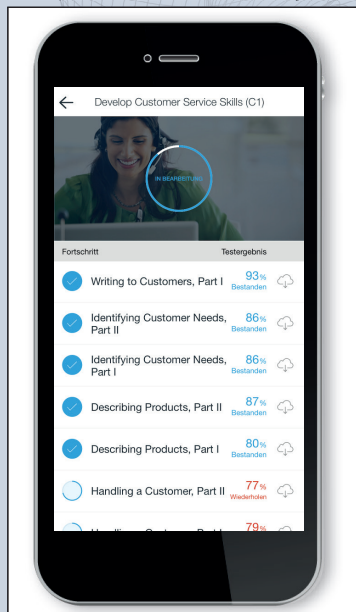 Develop Customer Service Skills (C1)
IN BEARBEITUNG
Fortschritt Testergebnis
Writing to Customers, Part I 93%
Bestanden
Identifying Customer Needs, 86%
Part II Bestanden
Identifying Customer Needs, 86%
Part I Bestanden
Describing Products, Part II 87%
Bestanden
Describing Products, Part I 80%
Bestanden
Handling a Customer, Part II 77%
Wiederholen
79%